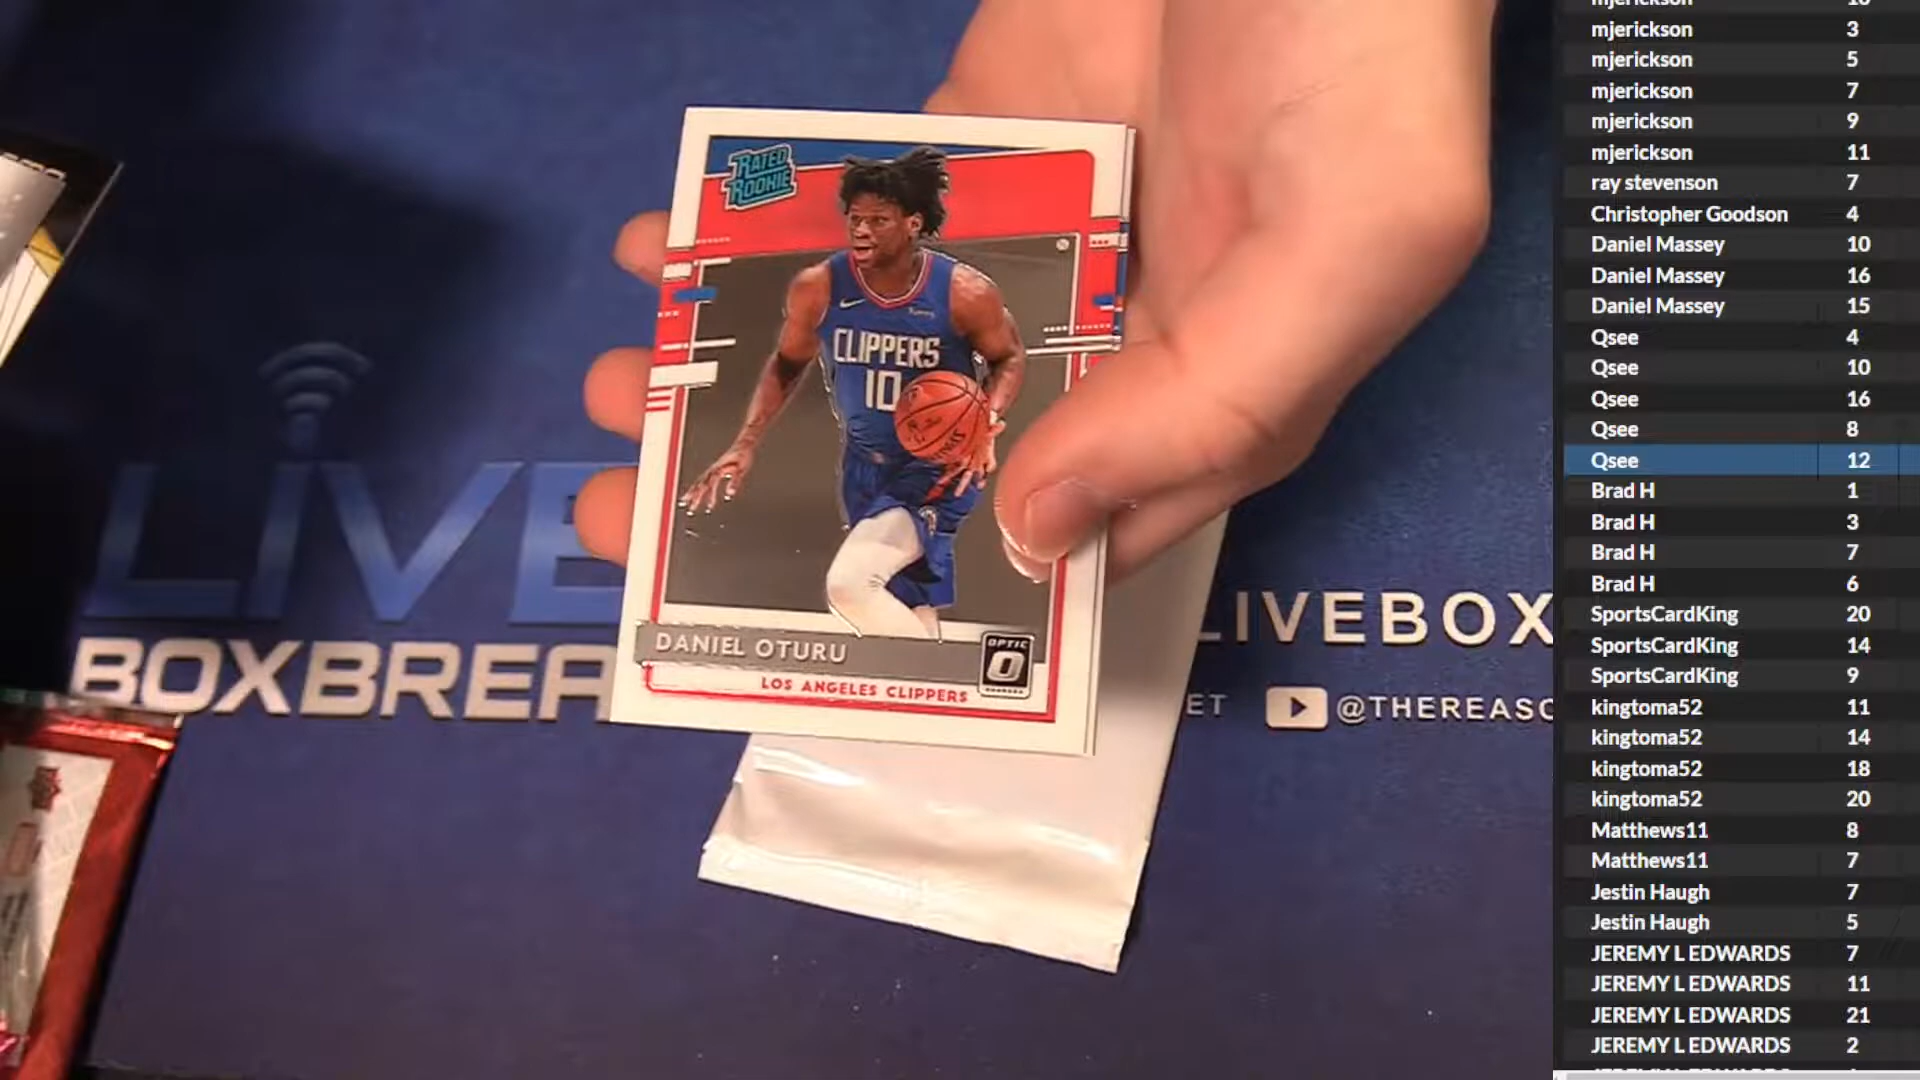 RATED
ROOKIE
CLIPPERS
10
DANIEL OTURU
OPTIC
LOS ANGELES CLIPPERS
LIVE
BOXBREA
LIVEBOX
ET
@THEREASO
mjerickson 10
mjerickson 3
mjerickson 5
mjerickson 7
mjerickson 9
mjerickson 11
ray stevenson 7
Christopher Goodson 4
Daniel Massey 10
Daniel Massey 16
Daniel Massey 15
Qsee 4
Qsee 10
Qsee 16
Qsee 8
Qsee 12
Brad H 1
Brad H 3
Brad H 7
Brad H 6
SportsCardKing 20
SportsCardKing 14
SportsCardKing 9
kingtoma52 11
kingtoma52 14
kingtoma52 18
kingtoma52 20
Matthews11 8
Matthews11 7
Jestin Haugh 7
Jestin Haugh 5
JEREMY L EDWARDS 7
JEREMY L EDWARDS 11
JEREMY L EDWARDS 21
JEREMY L EDWARDS 2